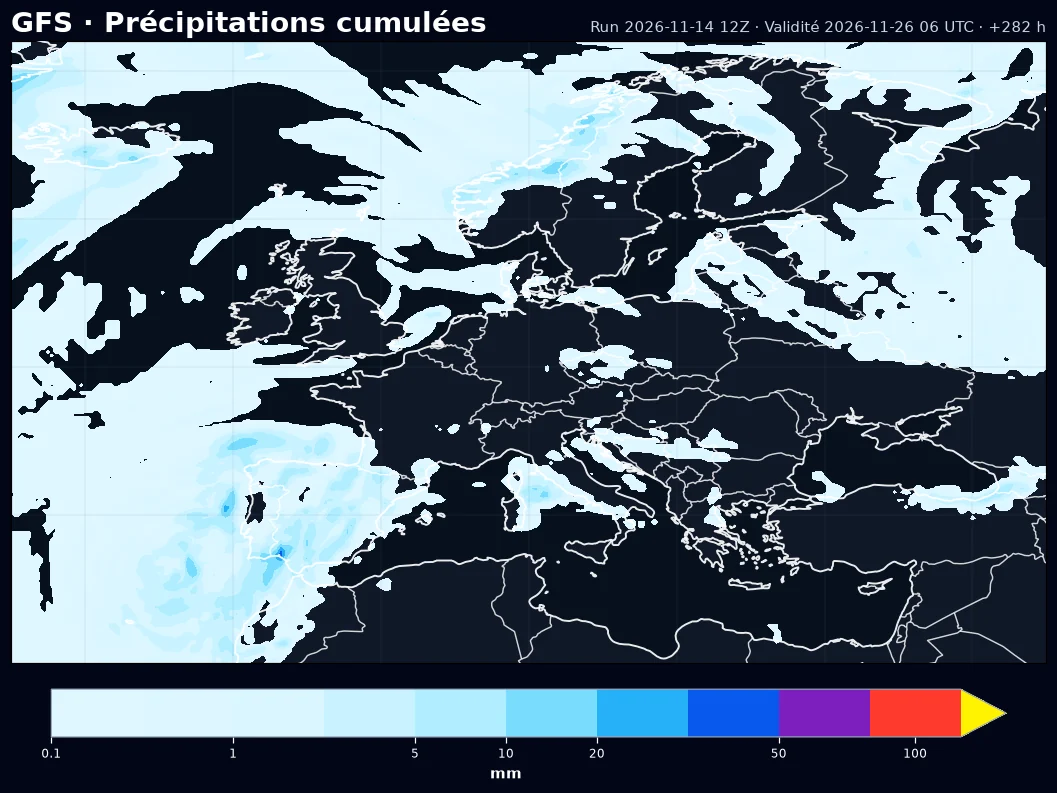 GFS · Précipitations cumulées
Run 2026-11-14 12Z · Validité 2026-11-26 06 UTC · +282 h
0.1 1 5 10 20 50 100
mm